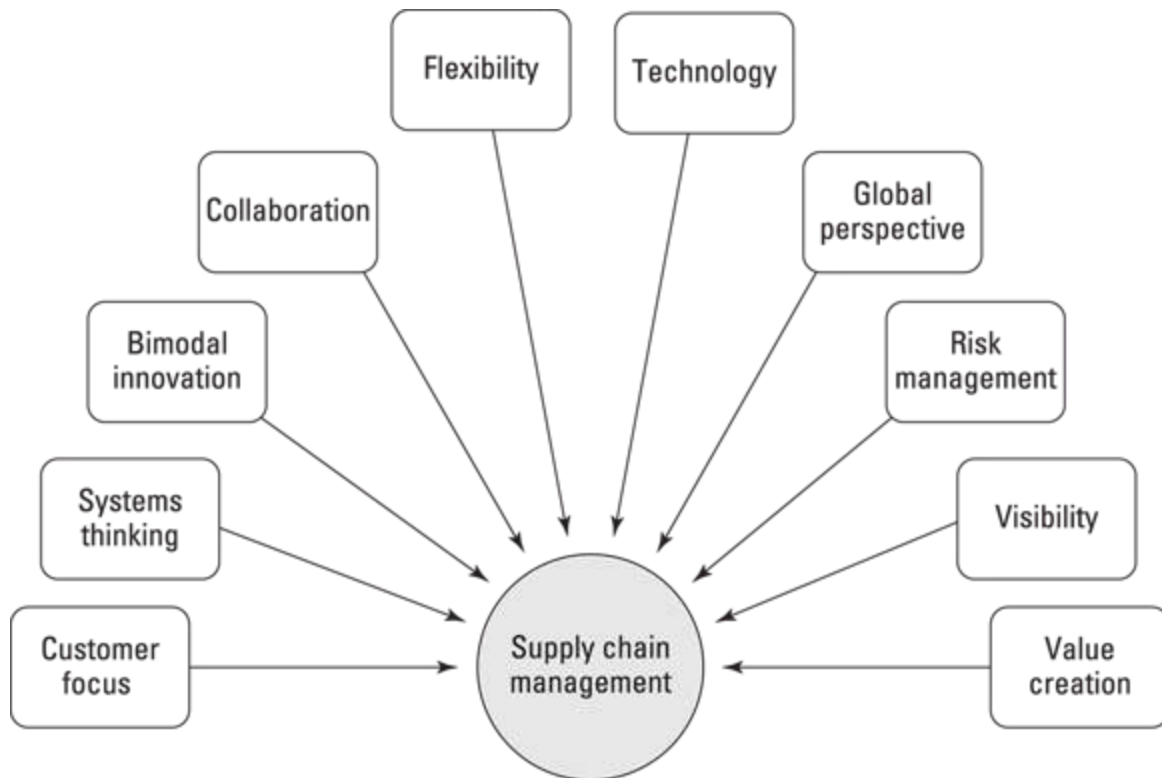 Flexibility
Technology
Collaboration
Global
perspective
Bimodal
innovation
Risk
management
Systems
thinking
Visibility
Customer
focus
Supply chain
management
Value
creation